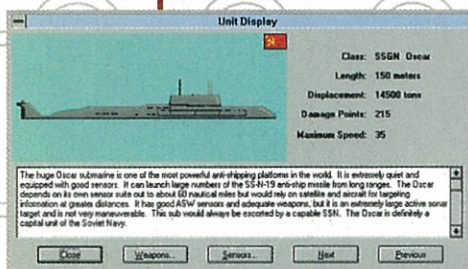 Unit Display
Class: SSGN Oscar
Length: 150 meters
Displacement: 14500 tons
Damage Points: 215
Maximum Speed: 35
The huge Oscar submarine is one of the most powerful anti-shipping platforms in the world. It is extremely quiet and
equipped with good sensors. It can launch large numbers of the SS-N-19 anti-ship missile from long ranges. The Oscar
depends on its own sensor suite out to about 60 nautical miles but would rely on satellite and aircraft for targeting
information at greater distances. It has good ASW sensors and adequate weapons, but it is an extremely large active sonar
target and is not very maneuverable. This sub would always be escorted by a capable SSN. The Oscar is definitely a
capital unit of the Soviet Navy.
Close Weapons... Sensors... Next Previous